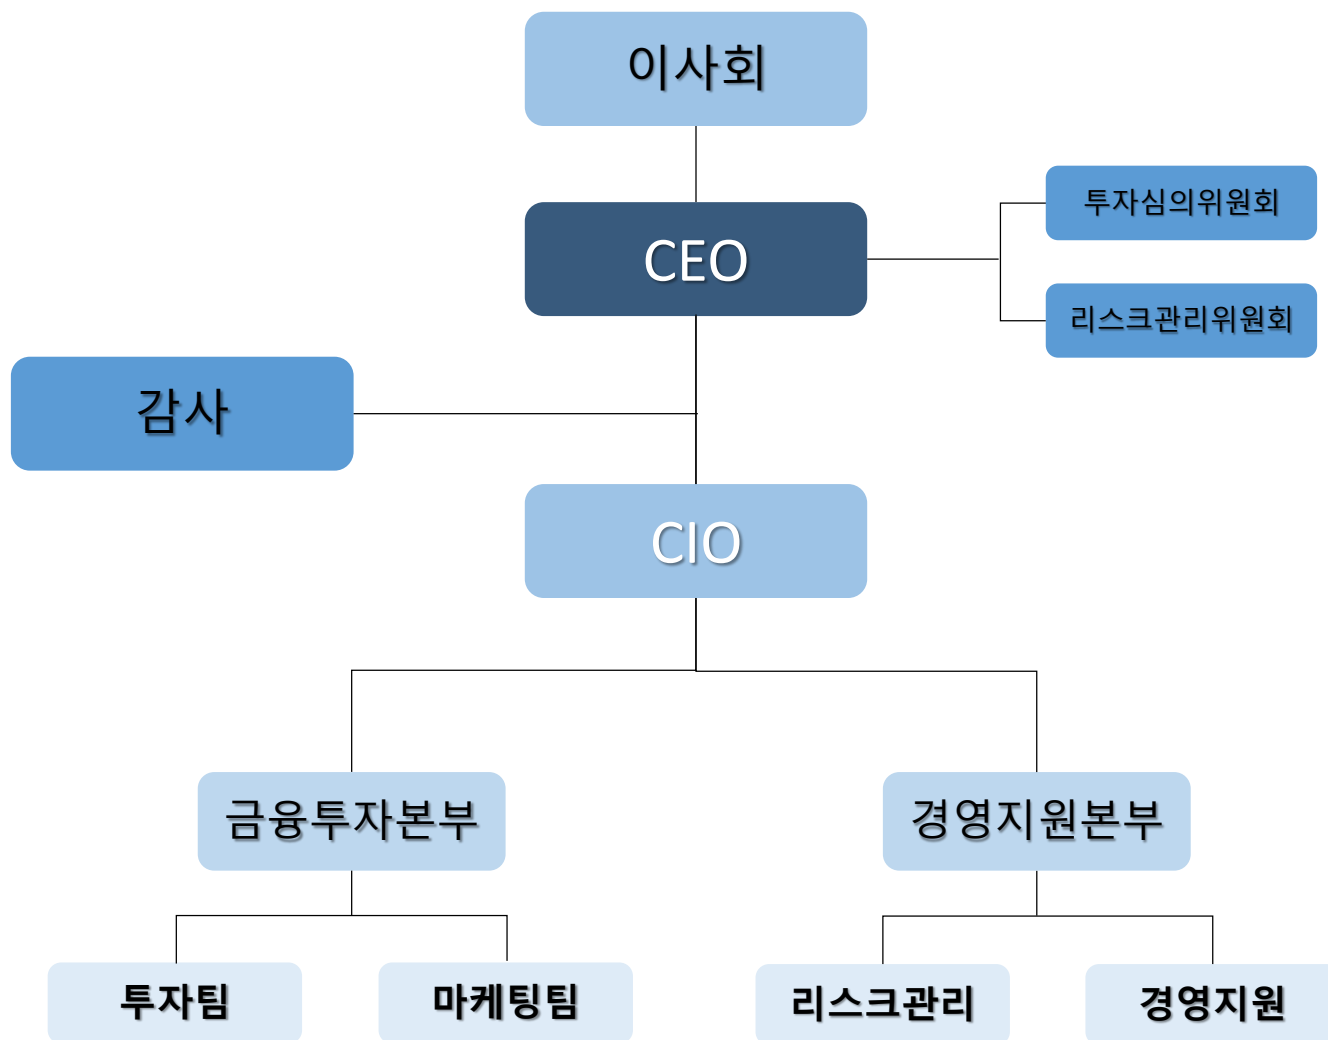 이사회
투자심의위원회
CEO
리스크관리위원회
감사
CIO
금융투자본부
경영지원본부
투자팀
마케팅팀
리스크관리
경영지원